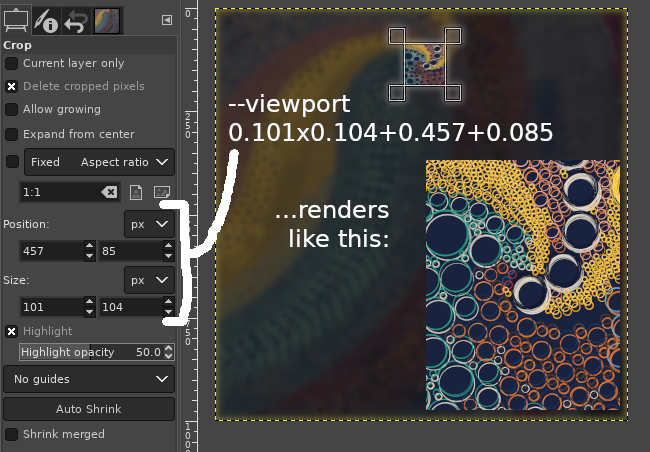 Crop
Current layer only
Delete cropped pixels
Allow growing
Expand from center
Fixed Aspect ratio
1:1
Position:
px
457 85
Size:
px
101 104
Highlight
Highlight opacity 50.0
No guides
Auto Shrink
Shrink merged
0
250
--viewport
0.101x0.104+0.457+0.085
...renders
like this: